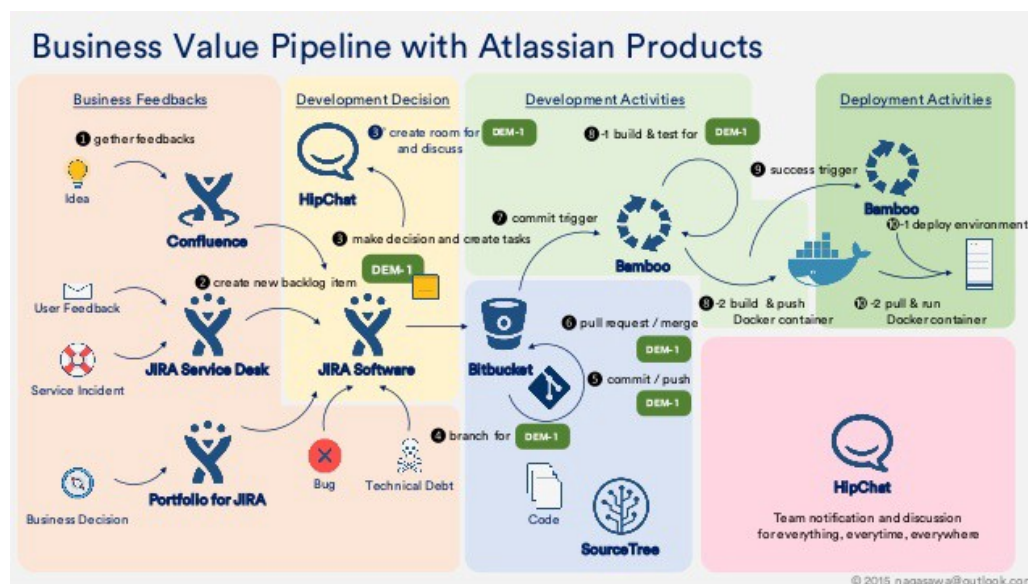 Business Value Pipeline with Atlassian Products
Business Feedbacks
❶ gether feedbacks
Idea
Confluence
User Feedback
❷ create new backlog item
JIRA Service Desk
Service Incident
Portfolio for JIRA
Business Decision
Bug
Technical Debt
Development Decision
❸' create room for DEM-1
and discuss
HipChat
❸ make decision and create tasks
DEM-1
JIRA Software
Development Activities
❽-1 build & test for DEM-1
❼ commit trigger
Bamboo
❽-2 build & push
Docker container
Bitbucket
❻ pull request / merge
DEM-1
❺ commit / push
DEM-1
❹ branch for DEM-1
Code
SourceTree
Deployment Activities
❾ success trigger
Bamboo
❿-1 deploy environment
❿-2 pull & run
Docker container
HipChat
Team notification and discussion
for everything, everytime, everywhere
© 2015 nagasawa@outlook.com